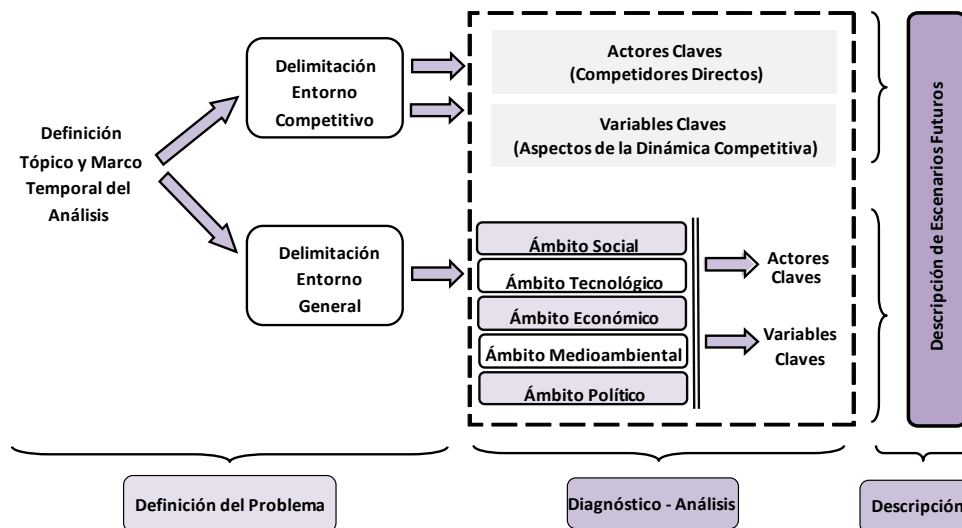 Definición
Tópico y Marco
Temporal del
Análisis
Delimitación
Entorno
Competitivo
Delimitación
Entorno
General
Actores Claves
(Competidores Directos)
Variables Claves
(Aspectos de la Dinámica Competitiva)
Ámbito Social
Ámbito Tecnológico
Ámbito Económico
Ámbito Medioambiental
Ámbito Político
Actores
Claves
Variables
Claves
Descripción de Escenarios Futuros
Definición del Problema
Diagnóstico - Análisis
Descripción